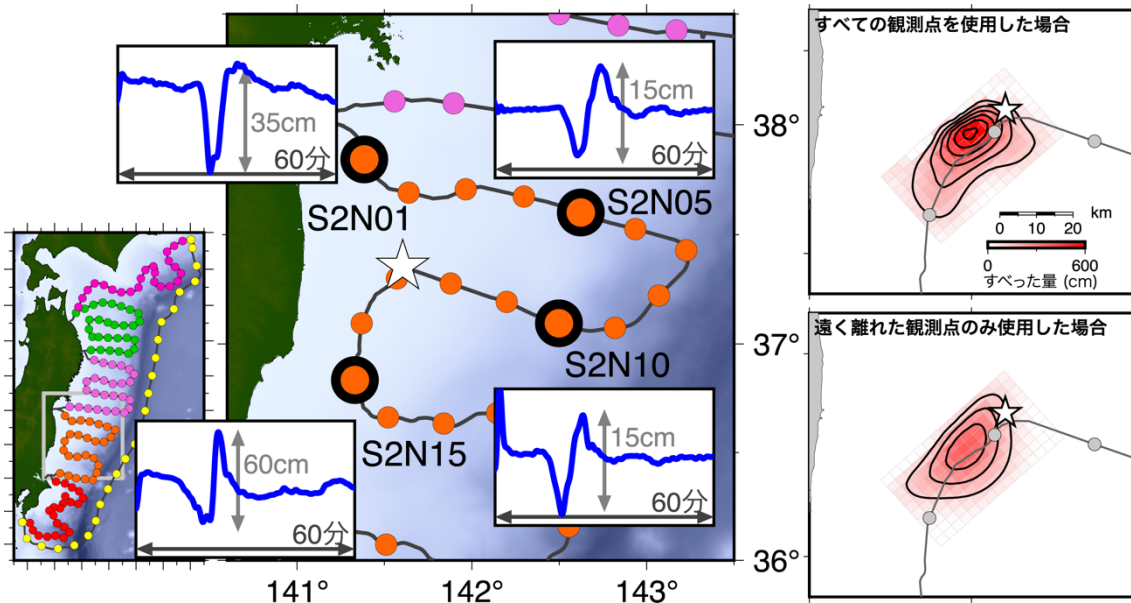 35cm
60分
S2N01
15cm
60分
S2N05
S2N10
60cm
60分
S2N15
15cm
60分
38°
37°
36°
141°
142°
143°
すべての観測点を使用した場合
km
0 10 20
0 600
すべった量 (cm)
遠く離れた観測点のみ使用した場合